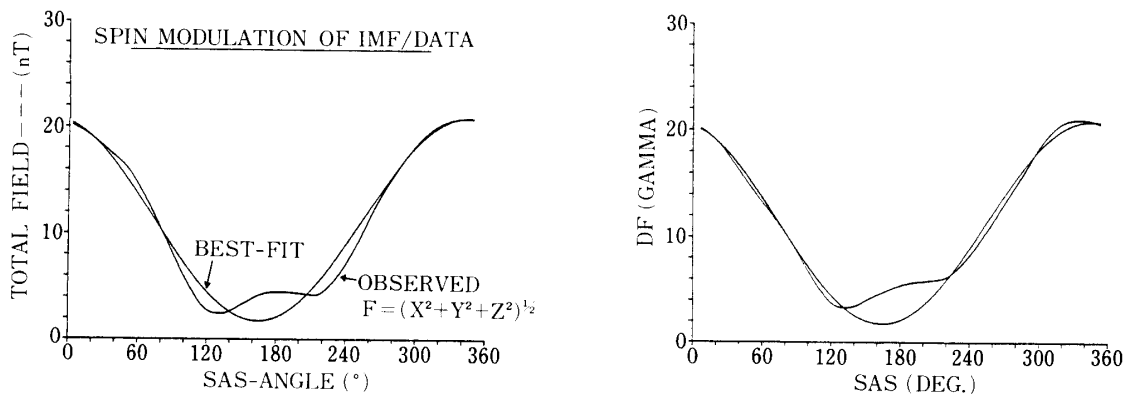 SPIN MODULATION OF IMF/DATA
TOTAL FIELD---(nT)
30
20
10
0
BEST-FIT
OBSERVED
F=(X²+Y²+Z²)^½
0 60 120 180 240 300 360
SAS-ANGLE (°)
DF (GAMMA)
30
20
10
0
0 60 120 180 240 300 360
SAS (DEG.)